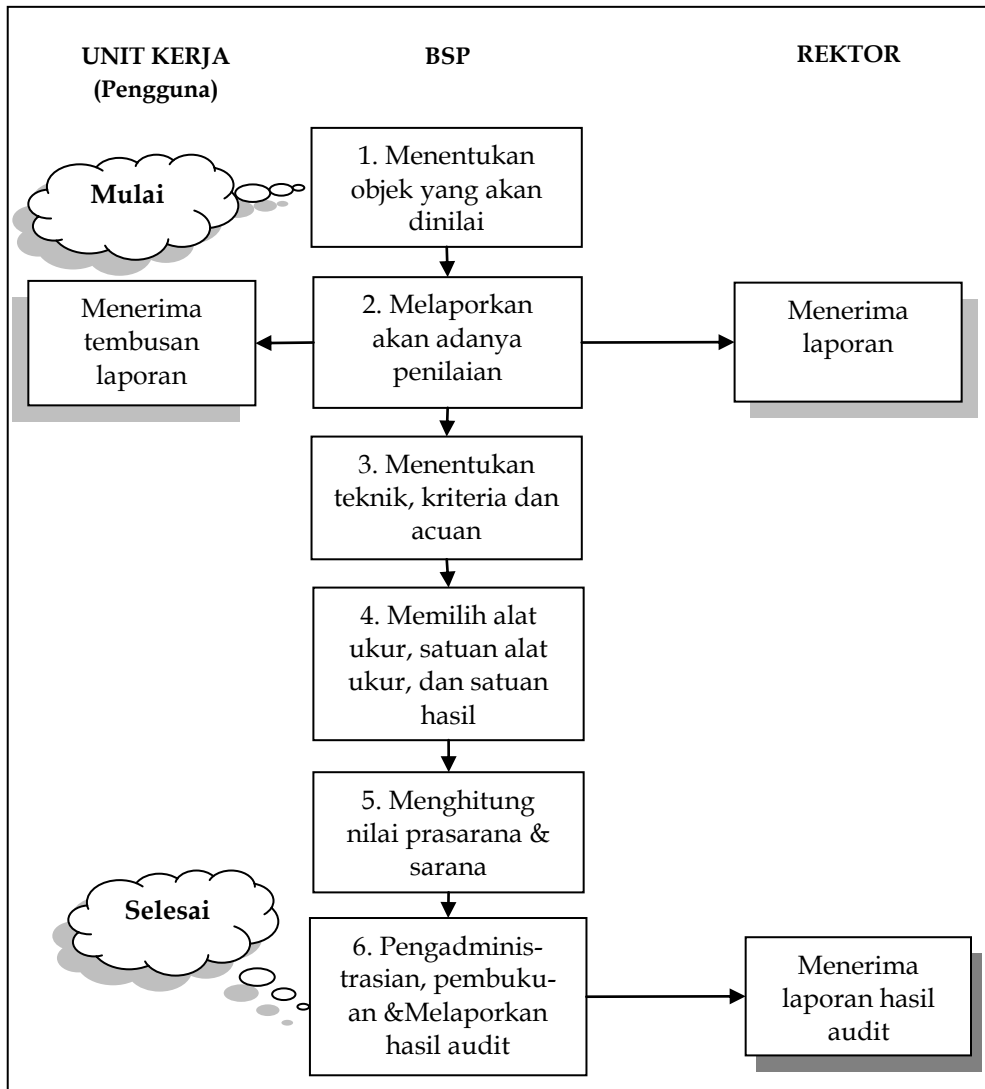 UNIT KERJA
(Pengguna)
BSP
REKTOR
Mulai
1. Menentukan
objek yang akan
dinilai
Menerima
tembusan
laporan
2. Melaporkan
akan adanya
penilaian
Menerima
laporan
3. Menentukan
teknik, kriteria dan
acuan
4. Memilih alat
ukur, satuan alat
ukur, dan satuan
hasil
5. Menghitung
nilai prasarana &
sarana
Selesai
6. Pengadminis-
trasian, pembuku-
an &Melaporkan
hasil audit
Menerima
laporan hasil
audit